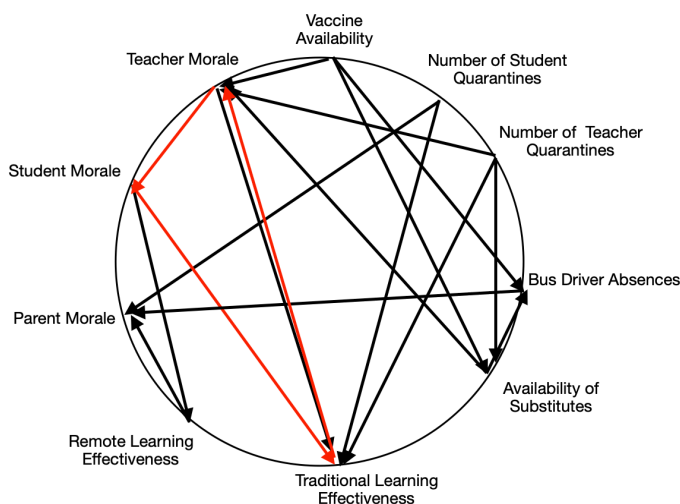 Vaccine
Availability
Teacher Morale
Number of Student
Quarantines
Number of Teacher
Quarantines
Student Morale
Bus Driver Absences
Parent Morale
Availability of
Substitutes
Remote Learning
Effectiveness
Traditional Learning
Effectiveness